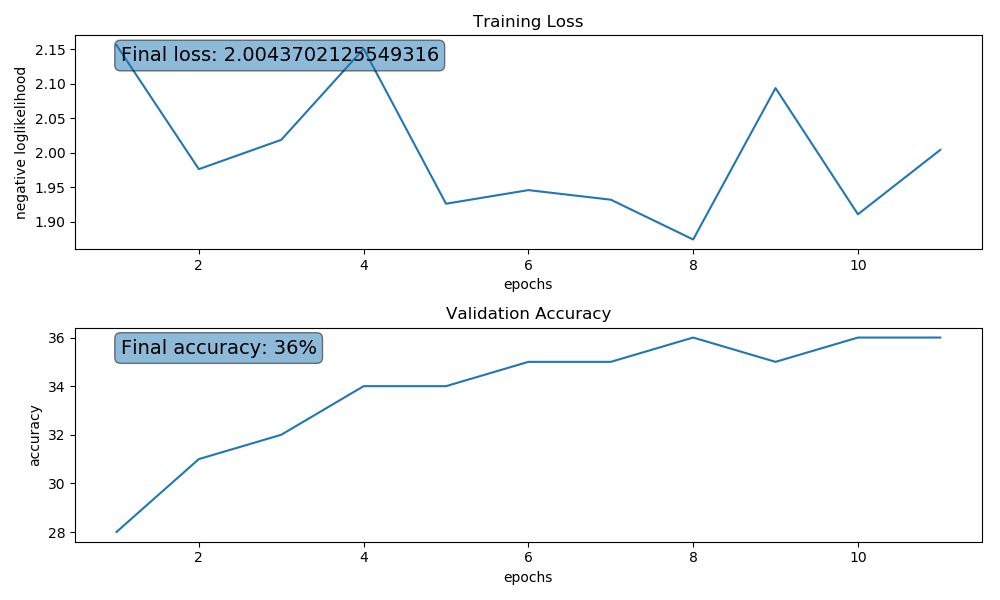 Training Loss
Final loss: 2.0043702125549316
negative loglikelihood
2.15
2.10
2.05
2.00
1.95
1.90
2 4 6 8 10
epochs
Validation Accuracy
Final accuracy: 36%
accuracy
36
34
32
30
28
2 4 6 8 10
epochs